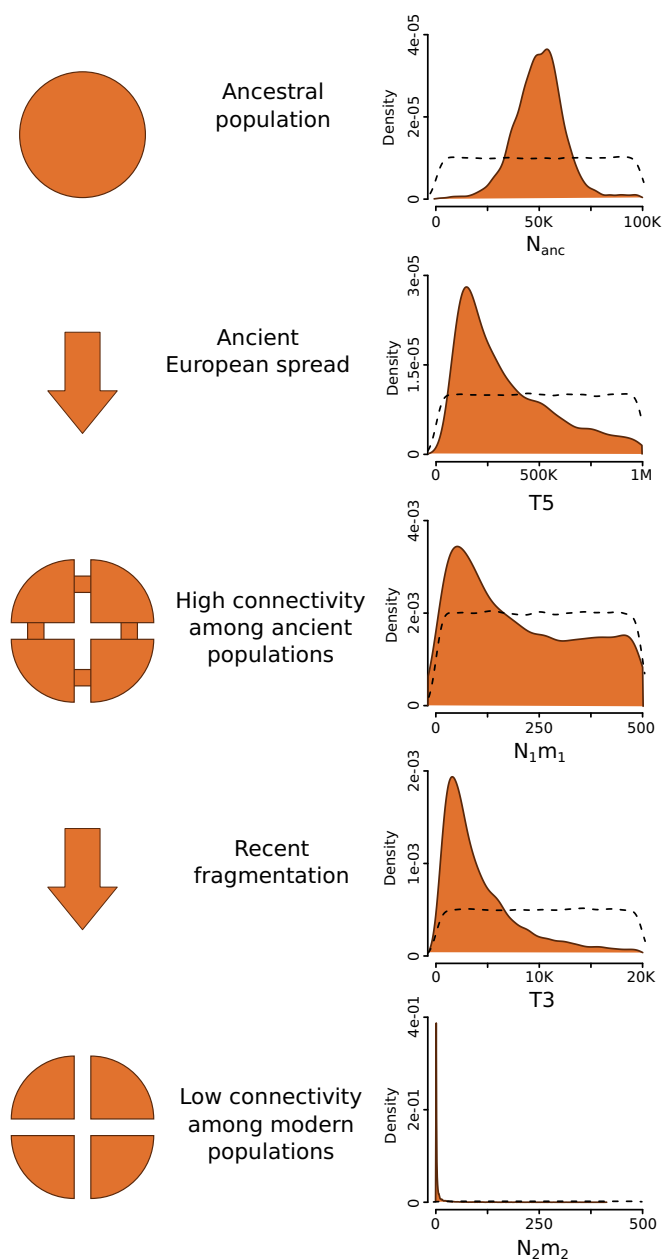 Ancestral
population
Density
4e-05
2e-05
0
0 50K 100K
N_anc
Ancient
European spread
Density
3e-05
1.5e-05
0
0 500K 1M
T5
High connectivity
among ancient
populations
Density
4e-03
2e-03
0
0 250 500
N₁m₁
Recent
fragmentation
Density
2e-03
1e-03
0
0 10K 20K
T3
Low connectivity
among modern
populations
Density
4e-01
2e-01
0
0 250 500
N₂m₂